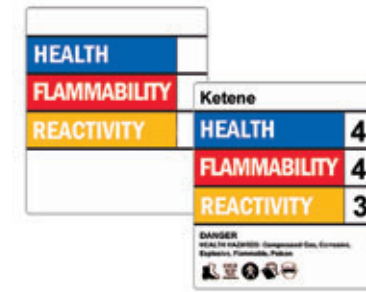 HEALTH
FLAMMABILITY
REACTIVITY
Ketene
HEALTH 4
FLAMMABILITY 4
REACTIVITY 3
DANGER
HEALTH HAZARDS: Compressed Gas, Corrosive,
Explosive, Flammable, Poison